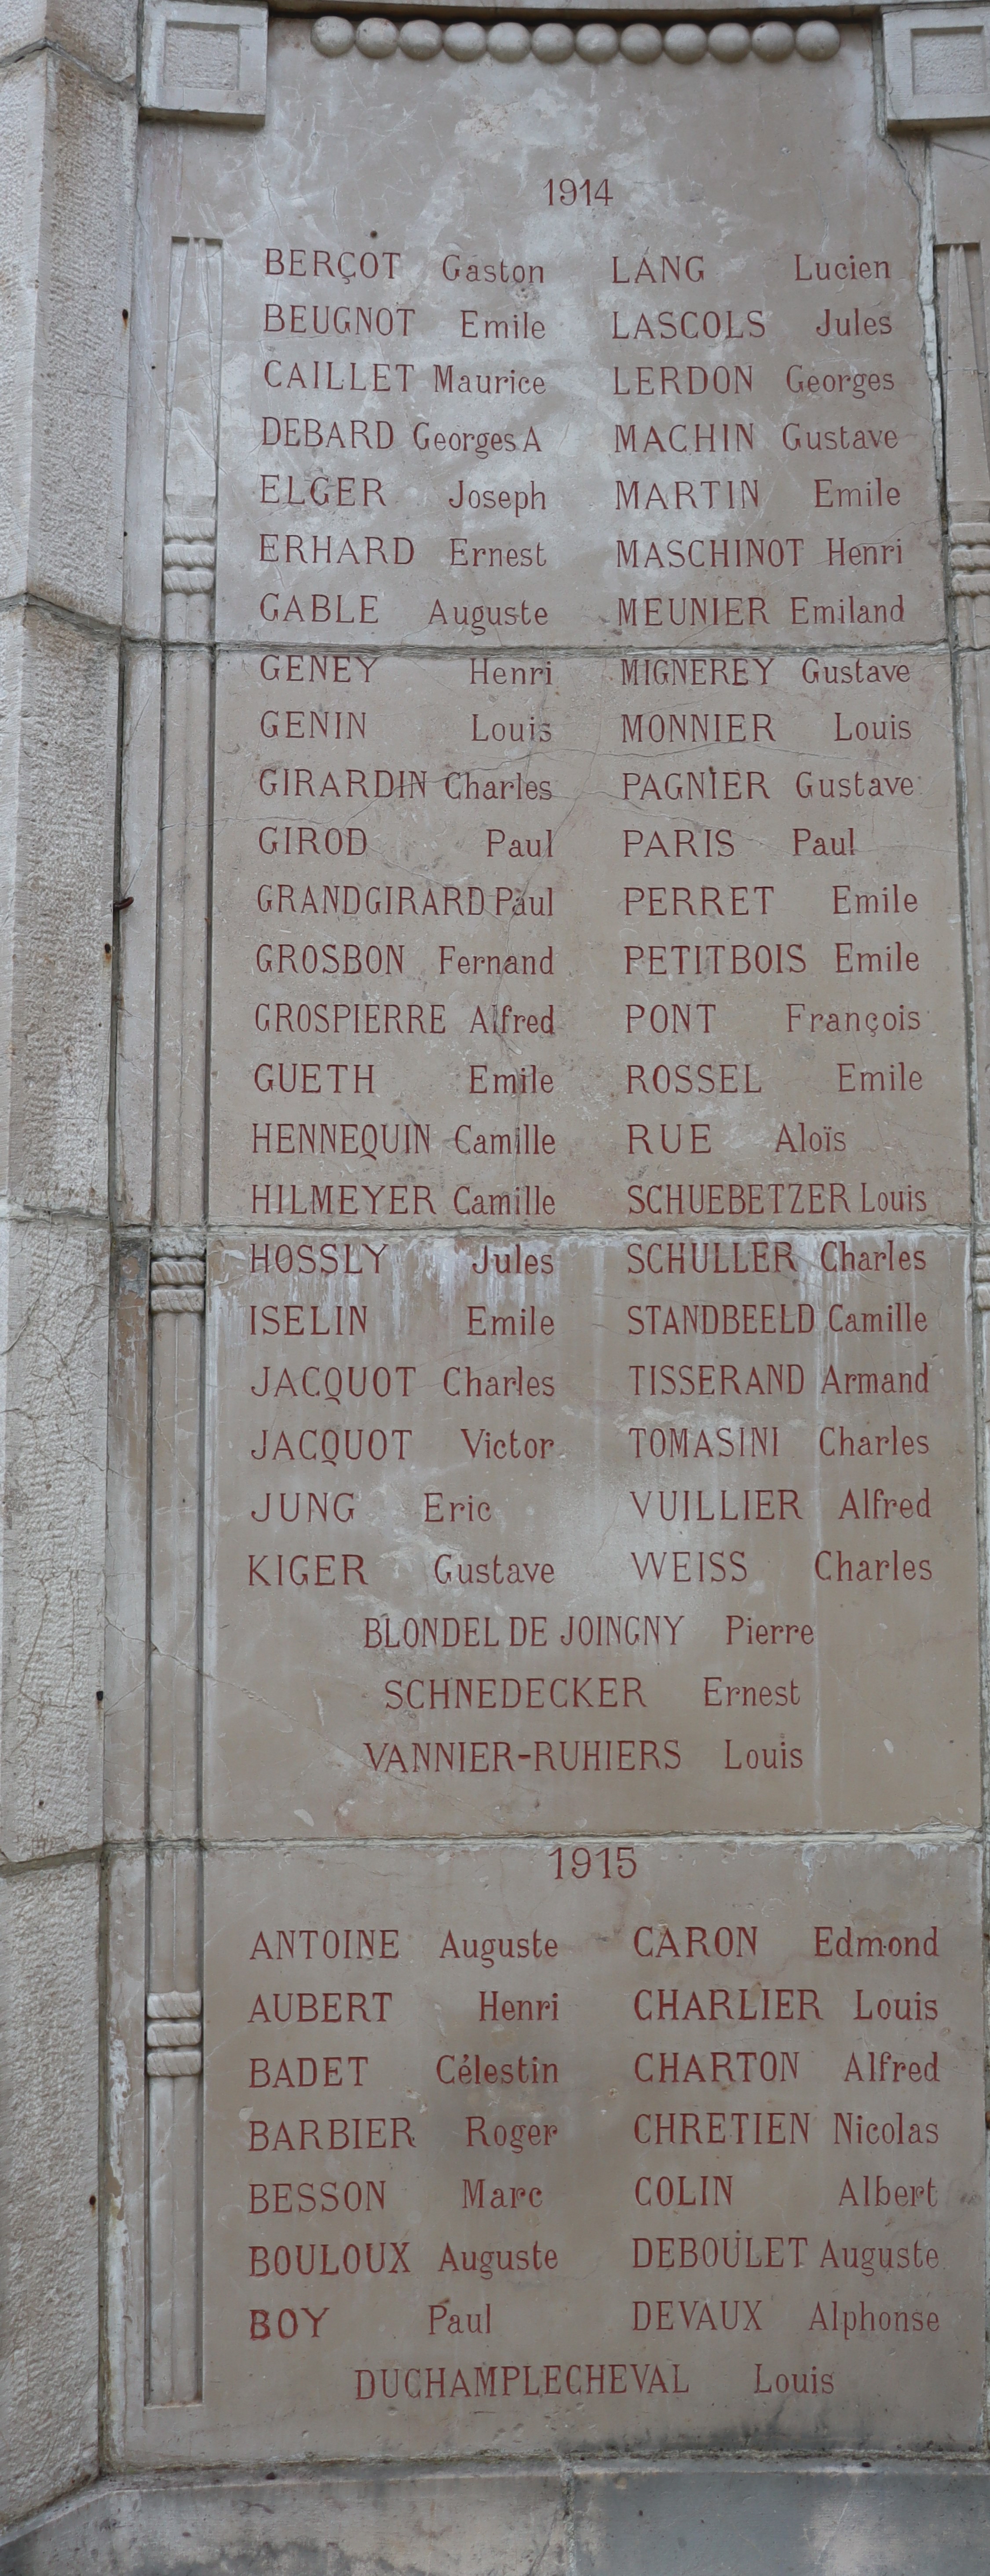 1914
BERÇOT Gaston LANG Lucien
BEUGNOT Emile LASCOLS Jules
CAILLET Maurice LERDON Georges
DEBARD Georges A MACHIN Gustave
ELGER Joseph MARTIN Emile
ERHARD Ernest MASCHINOT Henri
GABLE Auguste MEUNIER Emiland
GENEY Henri MIGNEREY Gustave
GENIN Louis MONNIER Louis
GIRARDIN Charles PAGNIER Gustave
GIROD Paul PARIS Paul
GRANDGIRARD Paul PERRET Emile
GROSBON Fernand PETITBOIS Emile
GROSPIERRE Alfred PONT François
GUETH Emile ROSSEL Emile
HENNEQUIN Camille RUE Aloïs
HILMEYER Camille SCHUEBETZER Louis
HOSSLY Jules SCHULLER Charles
ISELIN Emile STANDBEELD Camille
JACQUOT Charles TISSERAND Armand
JACQUOT Victor TOMASINI Charles
JUNG Eric VUILLIER Alfred
KIGER Gustave WEISS Charles
BLONDEL DE JOINGNY Pierre
SCHNEDECKER Ernest
VANNIER-RUHIERS Louis
1915
ANTOINE Auguste CARON Edmond
AUBERT Henri CHARLIER Louis
BADET Célestin CHARTON Alfred
BARBIER Roger CHRETIEN Nicolas
BESSON Marc COLIN Albert
BOULOUX Auguste DEBOULET Auguste
BOY Paul DEVAUX Alphonse
DUCHAMPLECHEVAL Louis